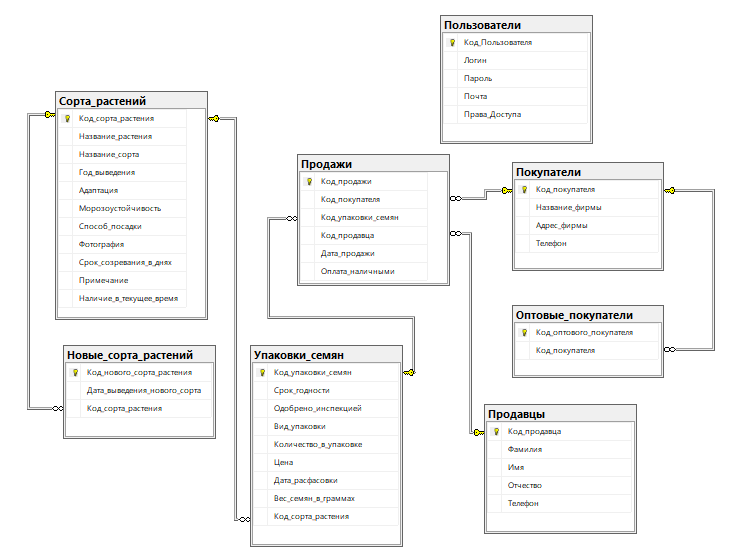 Пользователи
Код_Пользователя
Логин
Пароль
Почта
Права_Доступа
Сорта_растений
Код_сорта_растения
Название_растения
Название_сорта
Год_выведения
Адаптация
Морозоустойчивость
Способ_посадки
Фотография
Срок_созревания_в_днях
Примечание
Наличие_в_текущее_время
Продажи
Код_продажи
Код_покупателя
Код_упаковки_семян
Код_продавца
Дата_продажи
Оплата_наличными
Покупатели
Код_покупателя
Название_фирмы
Адрес_фирмы
Телефон
Оптовые_покупатели
Код_оптового_покупателя
Код_покупателя
Новые_сорта_растений
Код_нового_сорта_растения
Дата_выведения_нового_сорта
Код_сорта_растения
Упаковки_семян
Код_упаковки_семян
Срок_годности
Одобрено_инспекцией
Вид_упаковки
Количество_в_упаковке
Цена
Дата_расфасовки
Вес_семян_в_граммах
Код_сорта_растения
Продавцы
Код_продавца
Фамилия
Имя
Отчество
Телефон